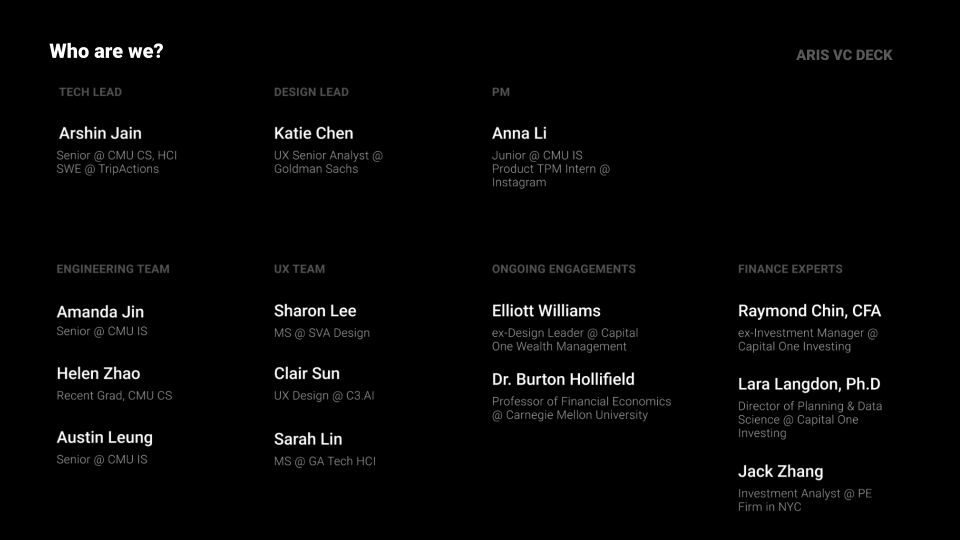 Who are we?
ARIS VC DECK
TECH LEAD
Arshin Jain
Senior @ CMU CS, HCI
SWE @ TripActions
DESIGN LEAD
Katie Chen
UX Senior Analyst @
Goldman Sachs
PM
Anna Li
Junior @ CMU IS
Product TPM Intern @
Instagram
ENGINEERING TEAM
Amanda Jin
Senior @ CMU IS
Helen Zhao
Recent Grad, CMU CS
Austin Leung
Senior @ CMU IS
UX TEAM
Sharon Lee
MS @ SVA Design
Clair Sun
UX Design @ C3.AI
Sarah Lin
MS @ GA Tech HCI
ONGOING ENGAGEMENTS
Elliott Williams
ex-Design Leader @ Capital
One Wealth Management
Dr. Burton Hollifield
Professor of Financial Economics
@ Carnegie Mellon University
FINANCE EXPERTS
Raymond Chin, CFA
ex-Investment Manager @
Capital One Investing
Lara Langdon, Ph.D
Director of Planning & Data
Science @ Capital One
Investing
Jack Zhang
Investment Analyst @ PE
Firm in NYC